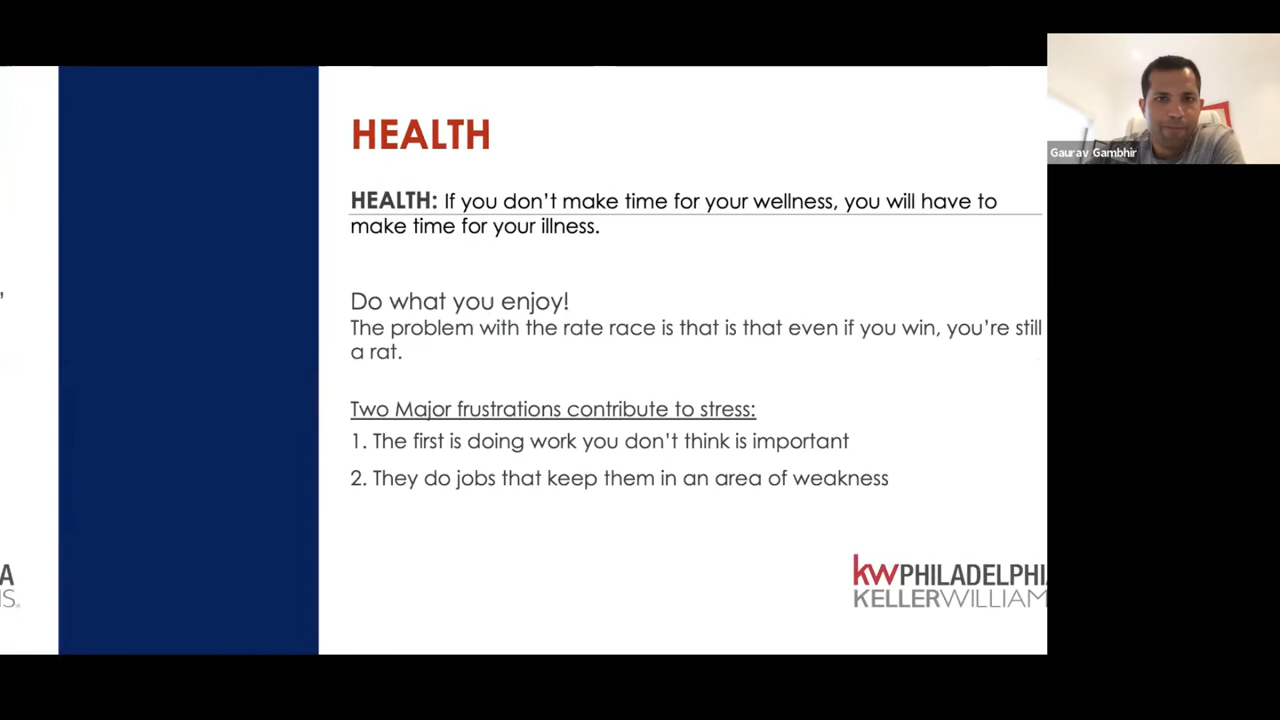 HEALTH
HEALTH: If you don’t make time for your wellness, you will have to
make time for your illness.
Do what you enjoy!
The problem with the rate race is that is that even if you win, you’re still
a rat.
Two Major frustrations contribute to stress:
1. The first is doing work you don’t think is important
2. They do jobs that keep them in an area of weakness
kwPHILADELPHI
KELLERWILLIAM
A
S.
Gaurav Gambhir